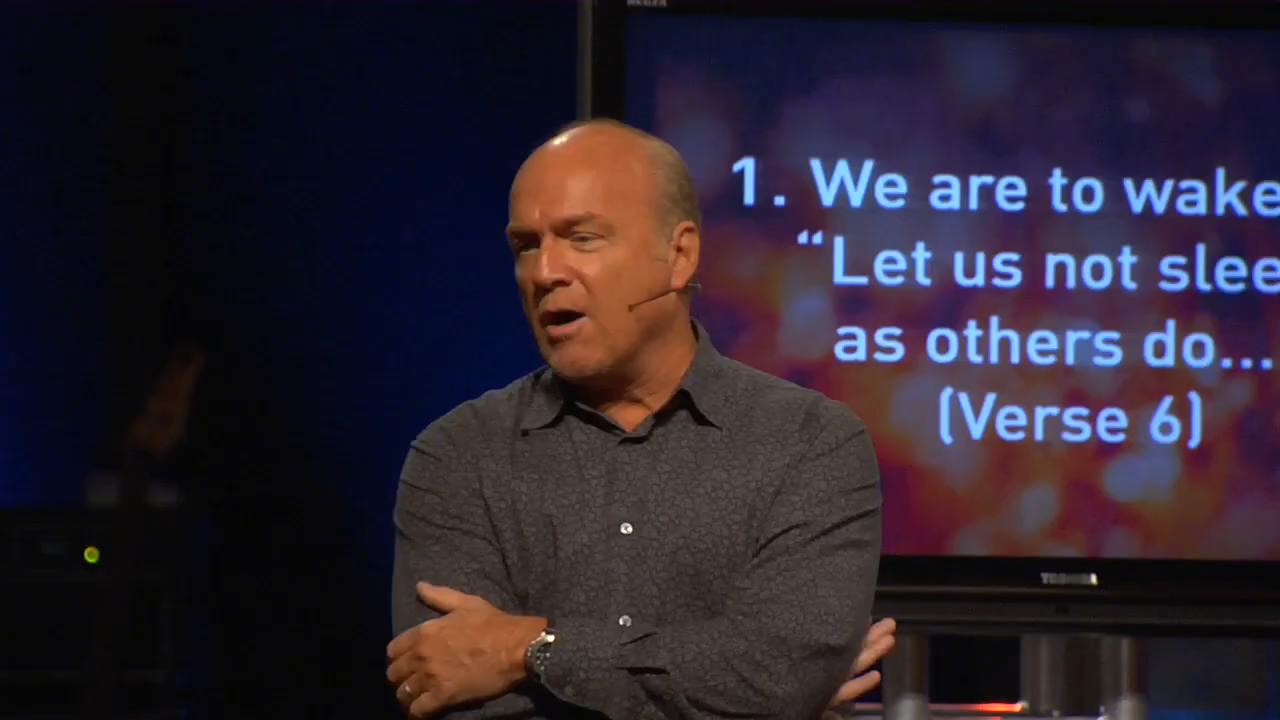 1. We are to wake
“Let us not slee
as others do...
(Verse 6)
TOSHIBA